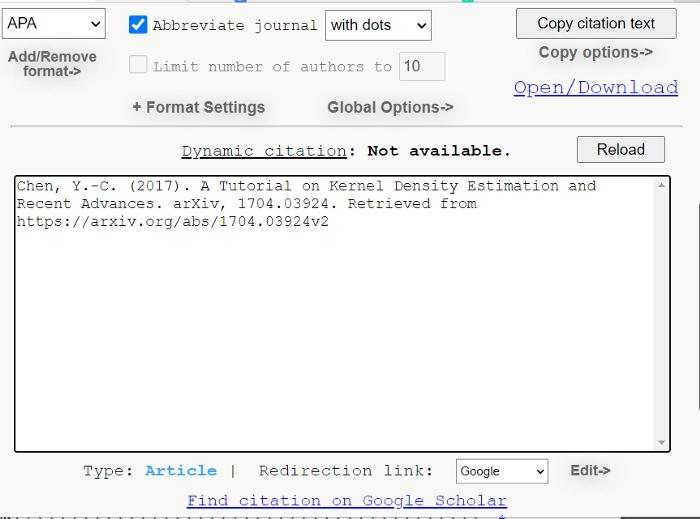 APA
Abbreviate journal with dots
Copy citation text
Add/Remove
format->
Limit number of authors to 10
Copy options->
Open/Download
+ Format Settings
Global Options->
Dynamic citation: Not available.
Reload
Chen, Y.-C. (2017). A Tutorial on Kernel Density Estimation and
Recent Advances. arXiv, 1704.03924. Retrieved from
https://arxiv.org/abs/1704.03924v2
Type: Article | Redirection link: Google Edit->
Find citation on Google Scholar